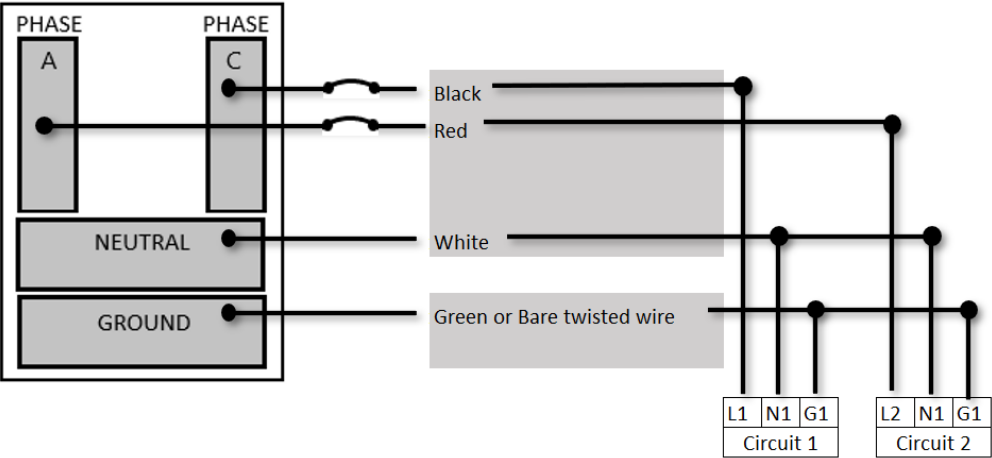 PHASE
PHASE
A
C
Black
Red
NEUTRAL
White
GROUND
Green or Bare twisted wire
L1 N1 G1
L2 N1 G1
Circuit 1
Circuit 2